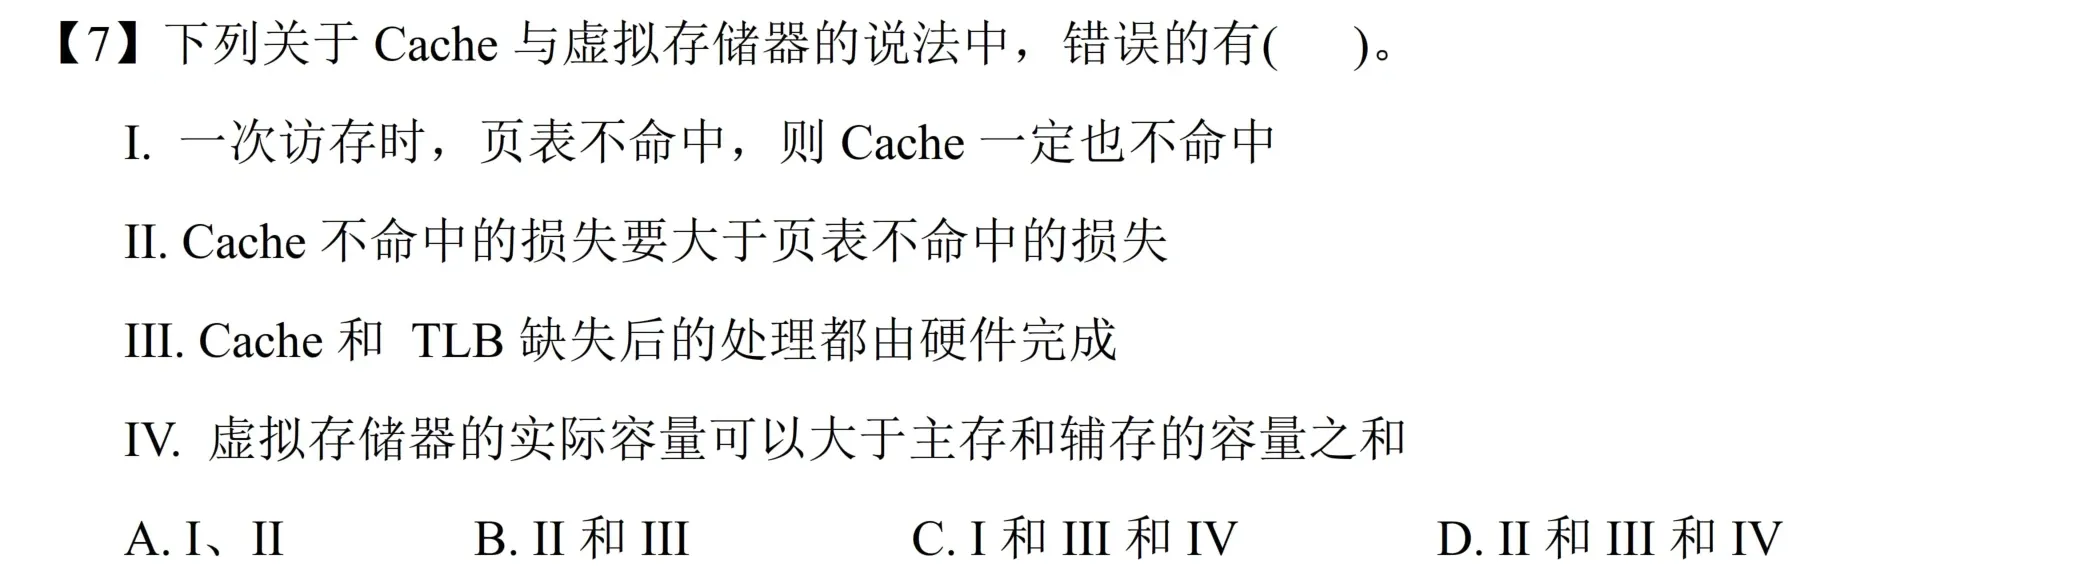 【7】下列关于 Cache 与虚拟存储器的说法中，错误的有(    )。
I. 一次访存时，页表不命中，则 Cache 一定也不命中
II. Cache 不命中的损失要大于页表不命中的损失
III. Cache 和 TLB 缺失后的处理都由硬件完成
IV. 虚拟存储器的实际容量可以大于主存和辅存的容量之和
A. I、II    B. II 和 III    C. I 和 III 和 IV    D. II 和 III 和 IV